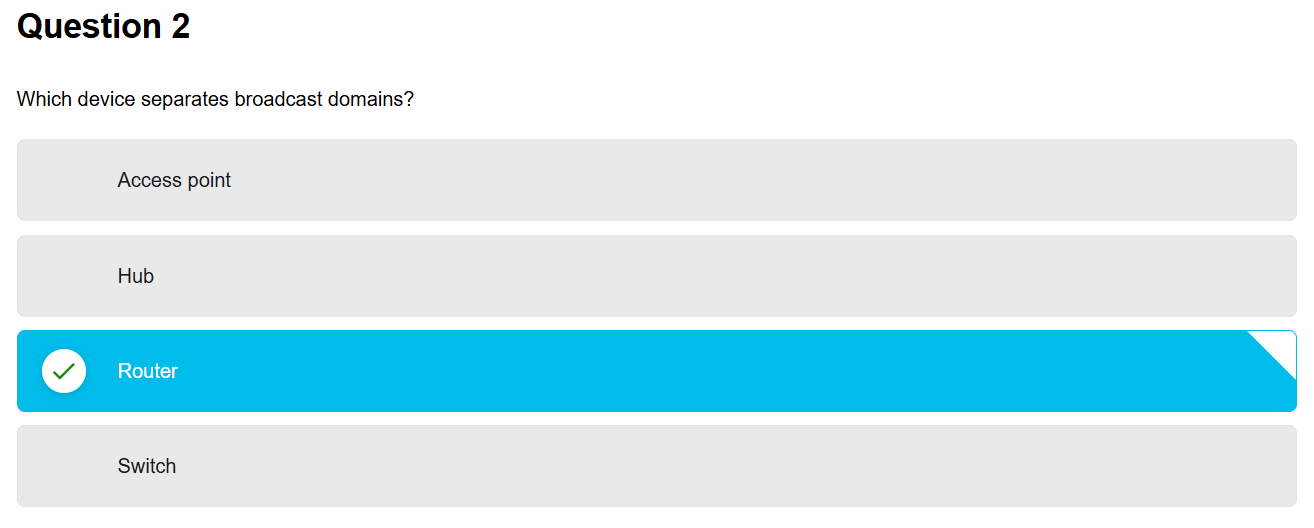 Question 2
Which device separates broadcast domains?
Access point
Hub
Router
Switch